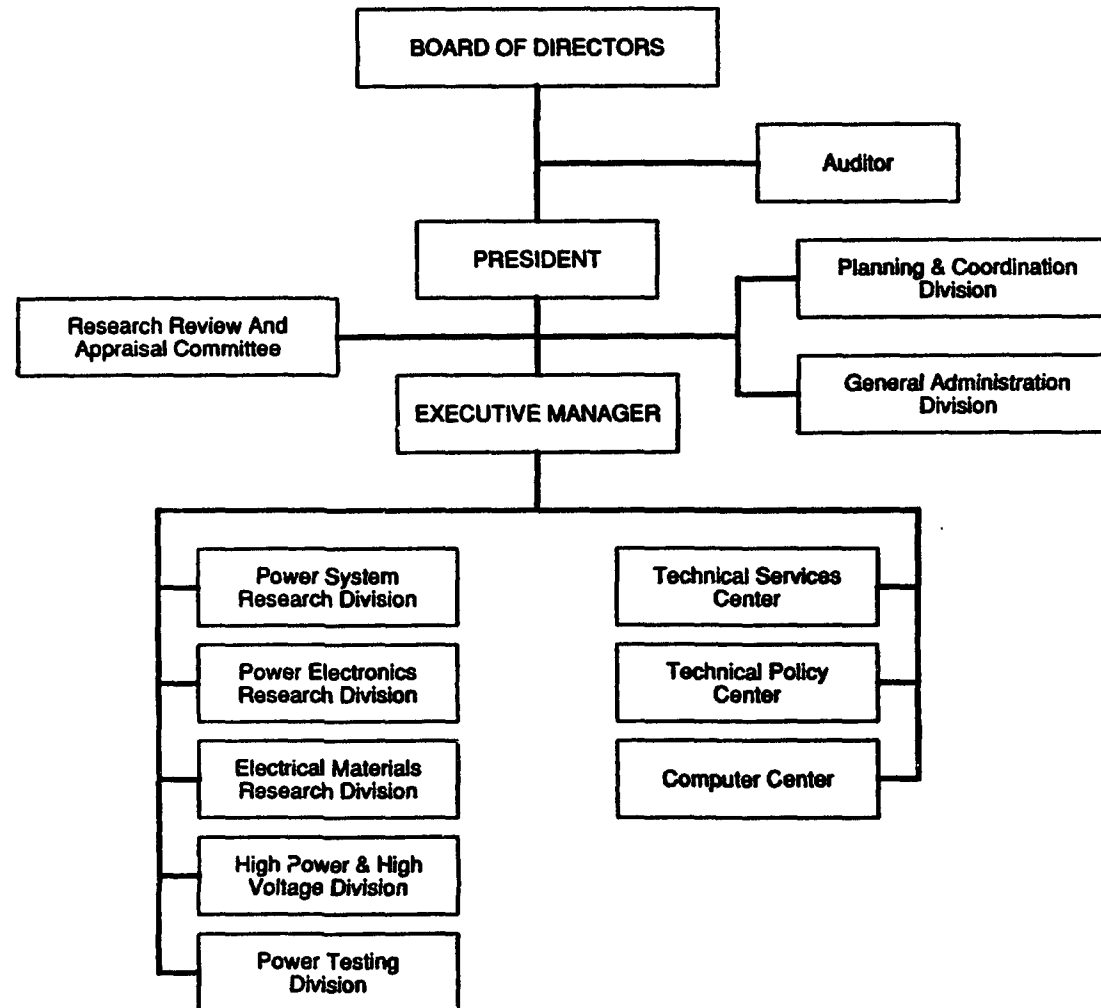 BOARD OF DIRECTORS
Auditor
PRESIDENT
Planning & Coordination
Division
Research Review And
Appraisal Committee
General Administration
Division
EXECUTIVE MANAGER
Power System
Research Division
Technical Services
Center
Power Electronics
Research Division
Technical Policy
Center
Electrical Materials
Research Division
Computer Center
High Power & High
Voltage Division
Power Testing
Division